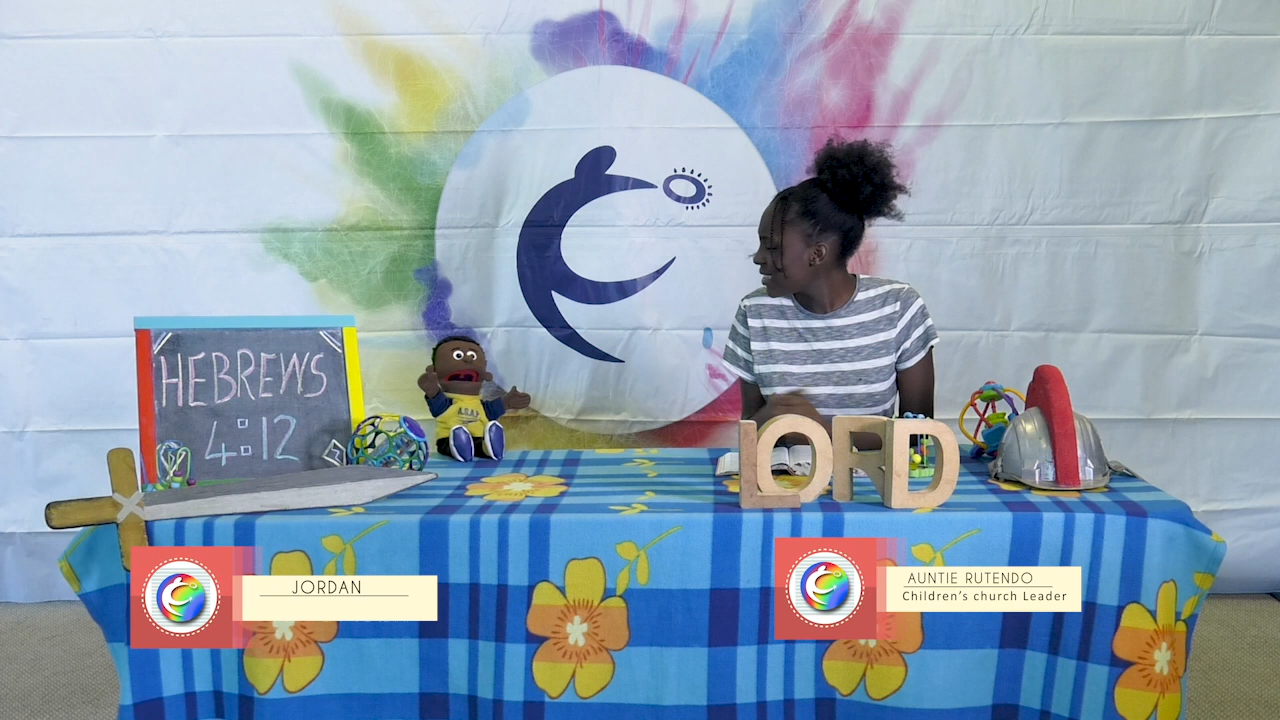 HEBREWS
4:12
A.S.A.P.
LORD
JORDAN
AUNTIE RUTENDO
Children's church Leader